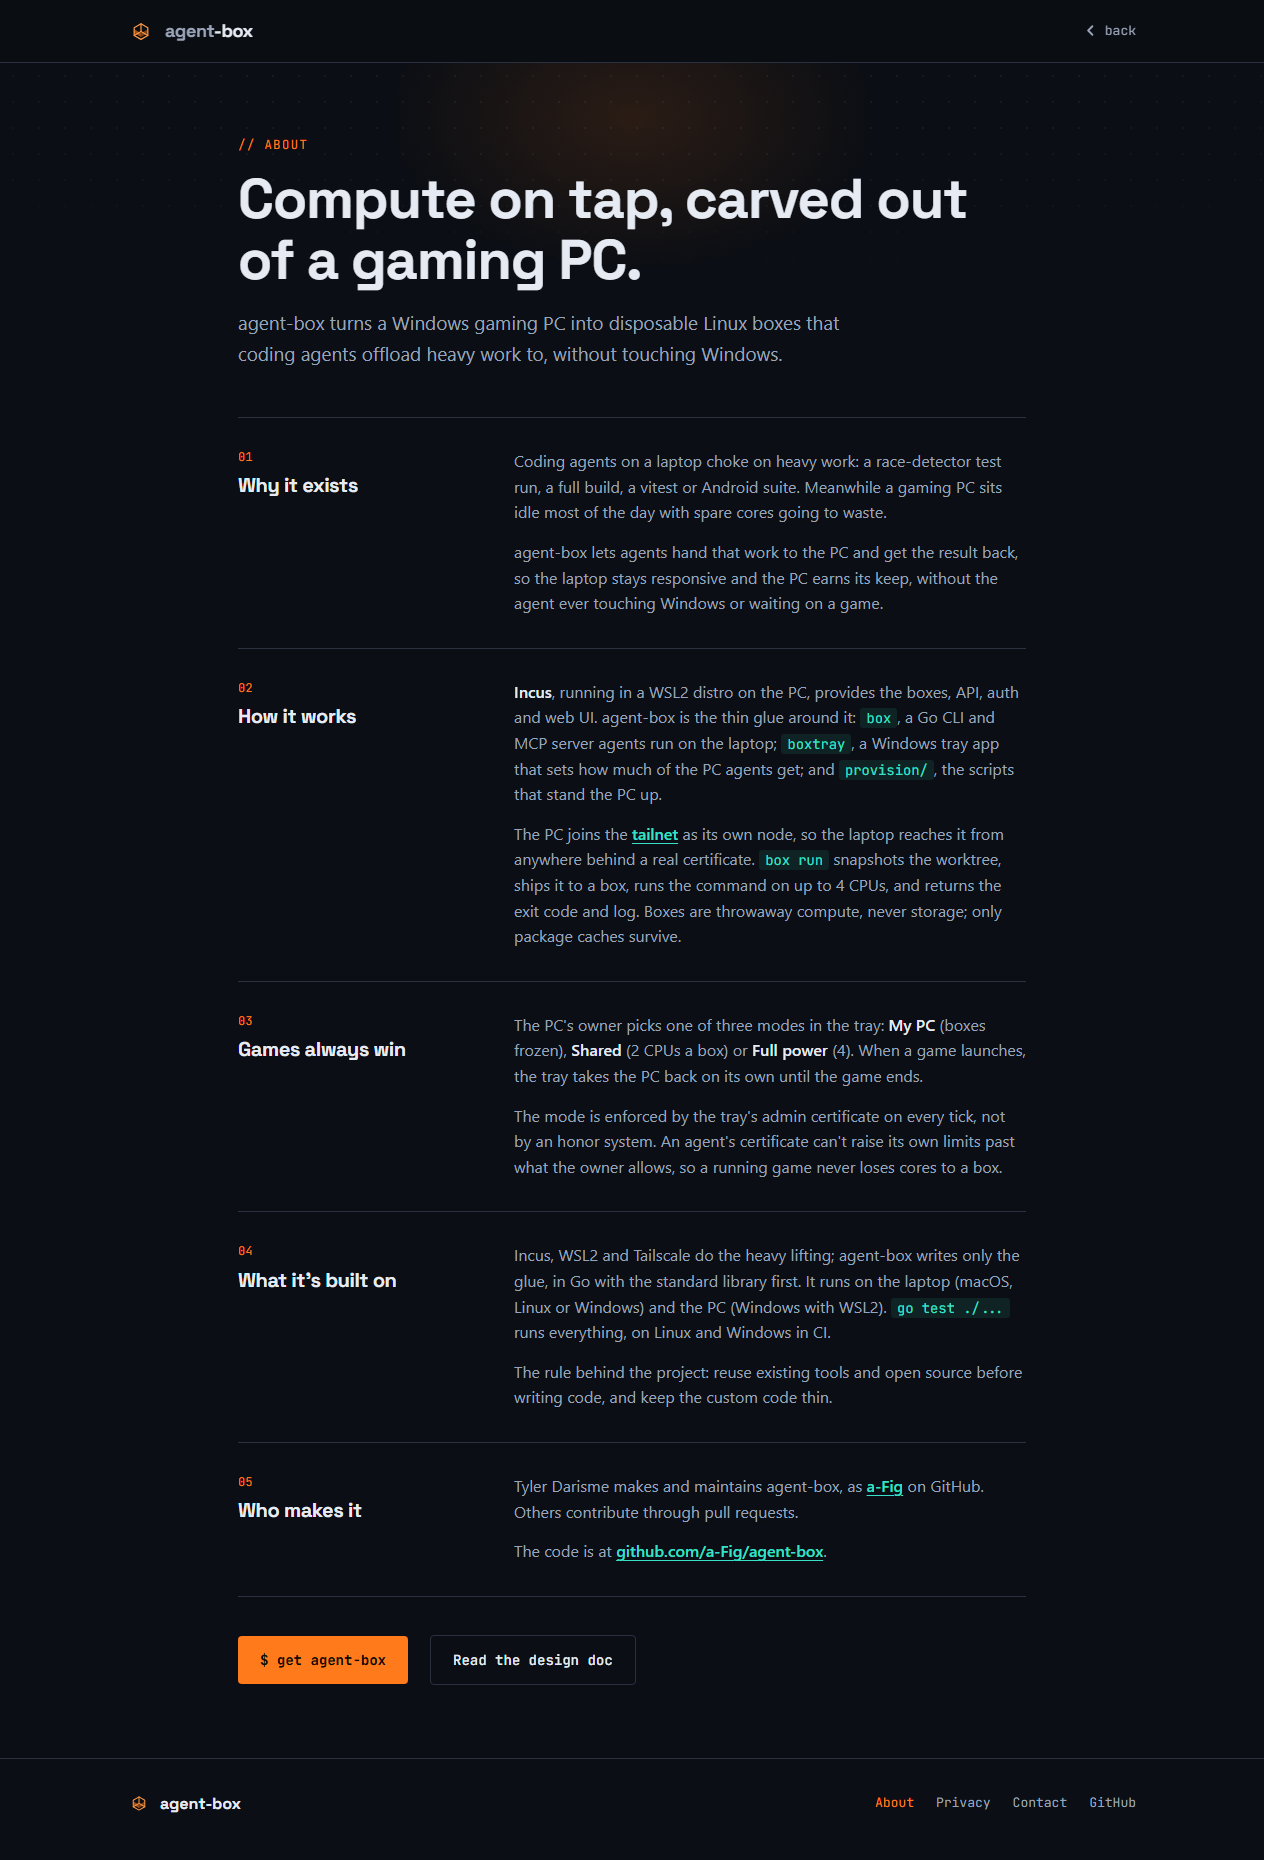 agent-box
back
// ABOUT
Compute on tap, carved out
of a gaming PC.
agent-box turns a Windows gaming PC into disposable Linux boxes that
coding agents offload heavy work to, without touching Windows.
01
Why it exists
Coding agents on a laptop choke on heavy work: a race-detector test
run, a full build, a vitest or Android suite. Meanwhile a gaming PC sits
idle most of the day with spare cores going to waste.
agent-box lets agents hand that work to the PC and get the result back,
so the laptop stays responsive and the PC earns its keep, without the
agent ever touching Windows or waiting on a game.
02
How it works
Incus, running in a WSL2 distro on the PC, provides the boxes, API, auth
and web UI. agent-box is the thin glue around it: box, a Go CLI and
MCP server agents run on the laptop; boxtray, a Windows tray app
that sets how much of the PC agents get; and provision/, the scripts
that stand the PC up.
The PC joins the tailnet as its own node, so the laptop reaches it from
anywhere behind a real certificate. box run snapshots the worktree,
ships it to a box, runs the command on up to 4 CPUs, and returns the
exit code and log. Boxes are throwaway compute, never storage; only
package caches survive.
03
Games always win
The PC's owner picks one of three modes in the tray: My PC (boxes
frozen), Shared (2 CPUs a box) or Full power (4). When a game launches,
the tray takes the PC back on its own until the game ends.
The mode is enforced by the tray's admin certificate on every tick, not
by an honor system. An agent's certificate can't raise its own limits past
what the owner allows, so a running game never loses cores to a box.
04
What it’s built on
Incus, WSL2 and Tailscale do the heavy lifting; agent-box writes only the
glue, in Go with the standard library first. It runs on the laptop (macOS,
Linux or Windows) and the PC (Windows with WSL2). go test ./...
runs everything, on Linux and Windows in CI.
The rule behind the project: reuse existing tools and open source before
writing code, and keep the custom code thin.
05
Who makes it
Tyler Darisme makes and maintains agent-box, as a-Fig on GitHub.
Others contribute through pull requests.
The code is at github.com/a-Fig/agent-box.
$ get agent-box
Read the design doc
agent-box
About Privacy Contact GitHub